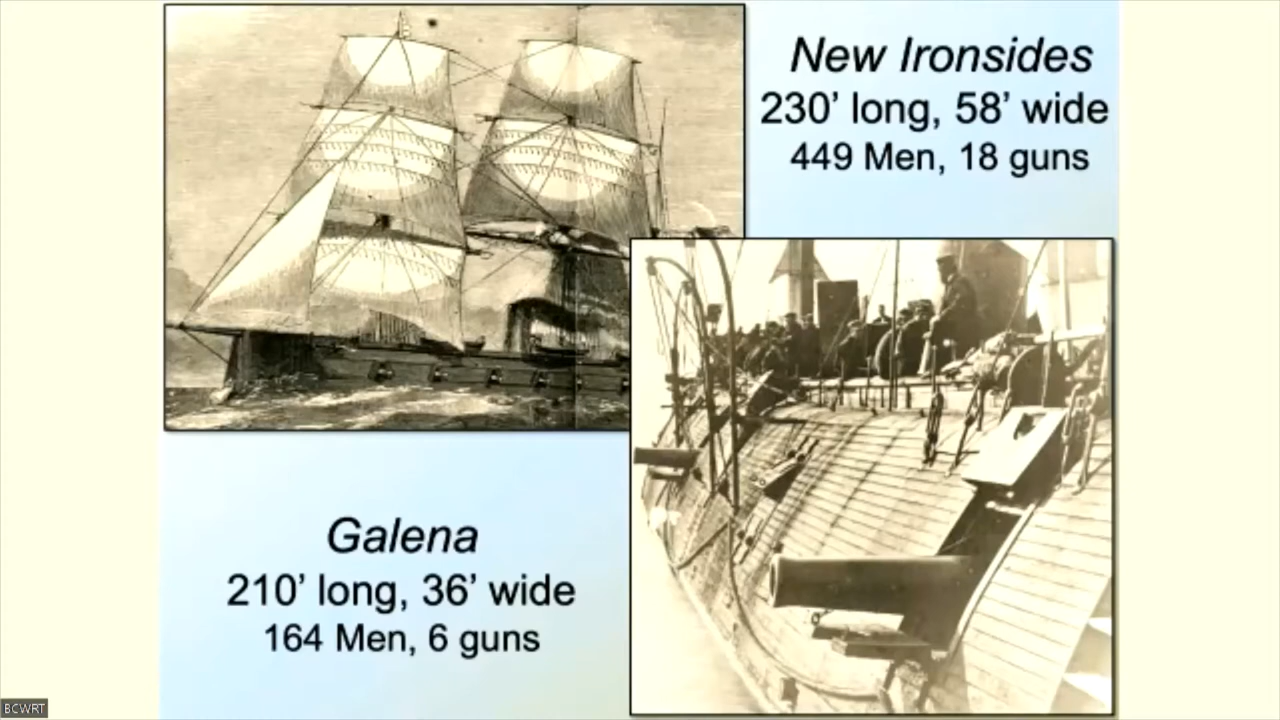 New Ironsides
230’ long, 58’ wide
449 Men, 18 guns
Galena
210’ long, 36’ wide
164 Men, 6 guns
BCWRT